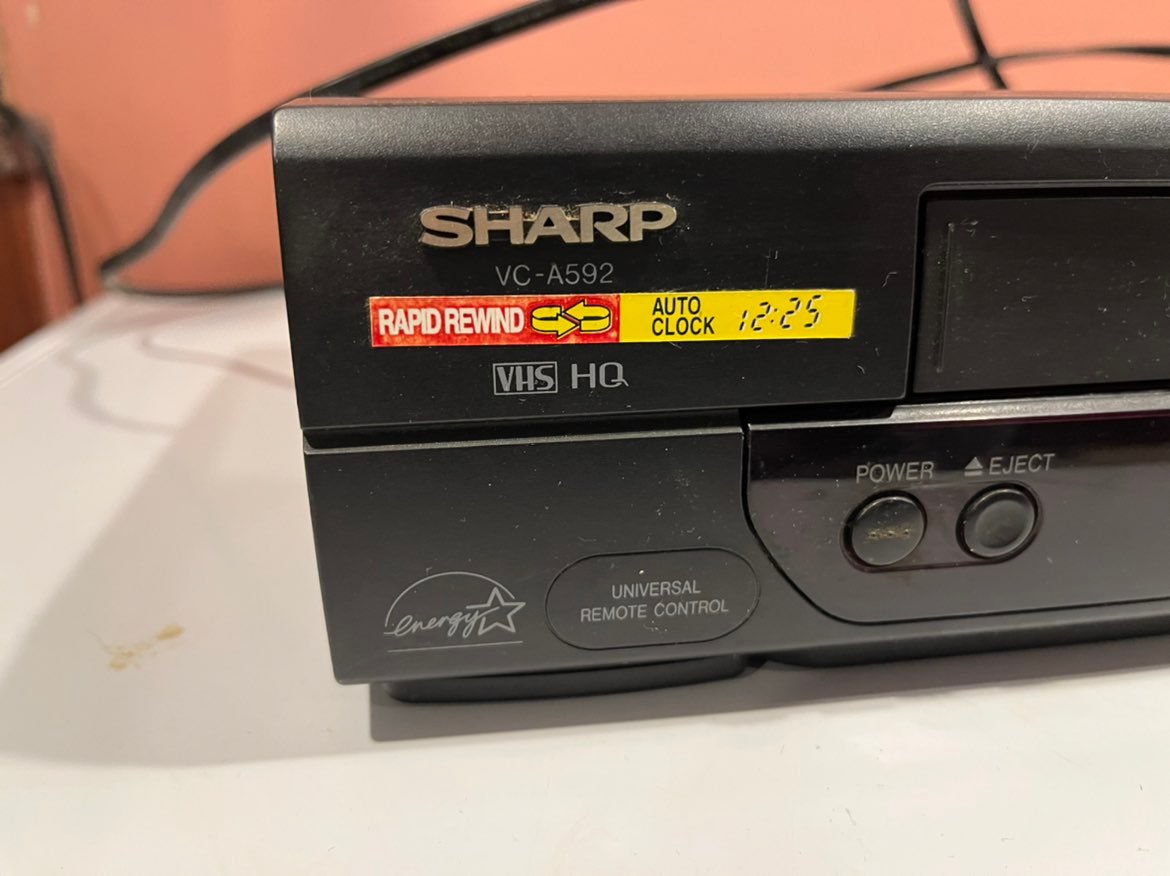 SHARP
VC-A592
RAPID REWIND AUTO CLOCK 12:25
VHS HQ
POWER EJECT
energy
UNIVERSAL
REMOTE CONTROL